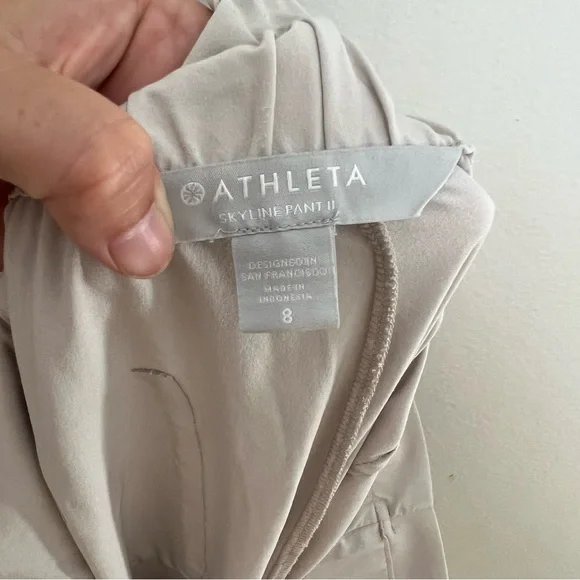 ATHLETA
SKYLINE PANT II
DESIGNED IN
SAN FRANCISCO
MADE IN
INDONESIA
8